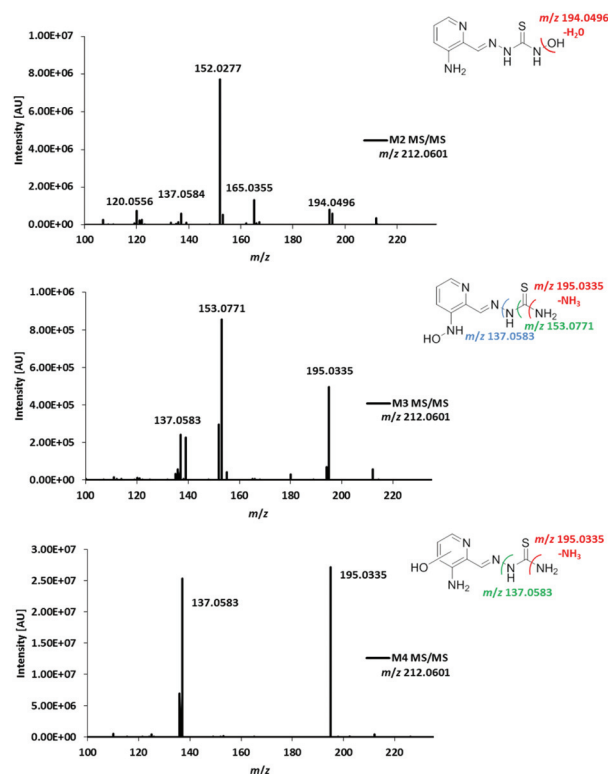 m/z 194.0496
-H20
S
N
N
N
H
N
H
OH
NH2
1.00E+07
8.00E+06
6.00E+06
4.00E+06
2.00E+06
0.00E+00
Intensity [AU]
152.0277
120.0556
137.0584
165.0355
194.0496
M2 MS/MS
m/z 212.0601
100 120 140 160 180 200 220
m/z
m/z 195.0335
-NH3
S
N
N
N
H
NH2
HO
NH
m/z 153.0771
m/z 137.0583
1.00E+06
8.00E+05
6.00E+05
4.00E+05
2.00E+05
0.00E+00
Intensity [AU]
153.0771
195.0335
137.0583
M3 MS/MS
m/z 212.0601
100 120 140 160 180 200 220
m/z
m/z 195.0335
-NH3
S
N
N
N
H
NH2
HO
NH2
m/z 137.0583
3.00E+07
2.50E+07
2.00E+07
1.50E+07
1.00E+07
5.00E+06
0.00E+00
Intensity [AU]
137.0583
195.0335
M4 MS/MS
m/z 212.0601
100 120 140 160 180 200 220
m/z